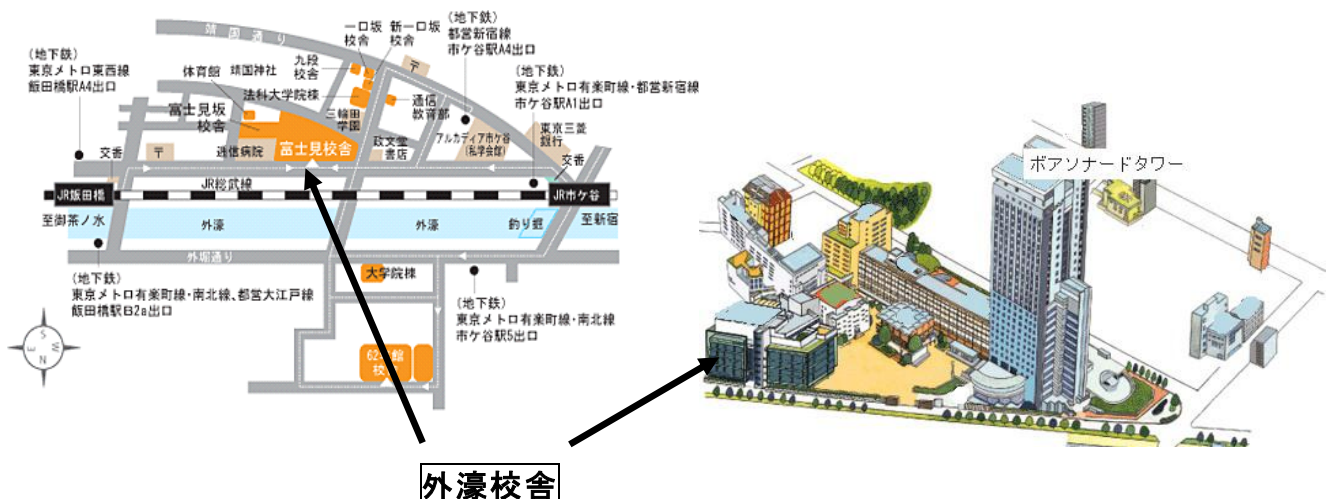 靖国通り
(地下鉄)
東京メトロ東西線
飯田橋駅A4出口
体育館
靖国神社
九段
校舎
一口坂
校舎
新一口坂
校舎
(地下鉄)
都営新宿線
市ケ谷駅A4出口
(地下鉄)
東京メトロ有楽町線・都営新宿線
市ケ谷駅A1出口
法科大学院棟
富士見坂
校舎
三輪田
学園
通信
教育部
政文堂
書店
アルカディア市ケ谷
(私学会館)
東京三菱
銀行
交番
〒
逓信病院
富士見校舎
〒
交番
JR飯田橋
JR総武線
JR市ケ谷
至御茶ノ水
外濠
外濠
釣り堀
至新宿
外堀通り
(地下鉄)
東京メトロ有楽町線・南北線、都営大江戸線
飯田橋駅B2a出口
大学院棟
(地下鉄)
東京メトロ有楽町線・南北線
市ケ谷駅5出口
S
E
W
N
ボアソナードタワー
外濠校舎